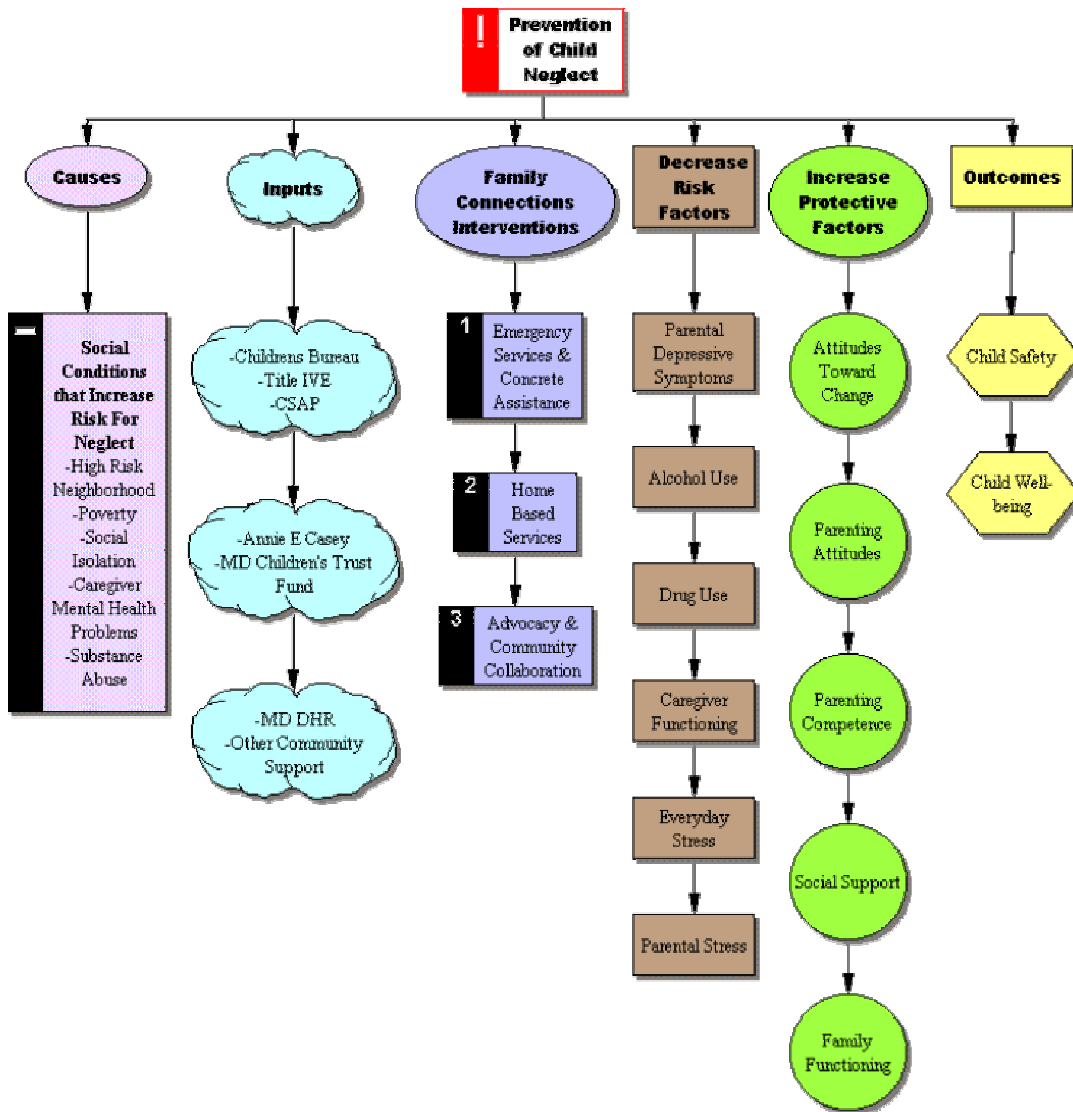 !
Prevention
of Child
Neglect
Causes
Inputs
Family
Connections
Interventions
Decrease
Risk
Factors
Increase
Protective
Factors
Outcomes
Social
Conditions
that Increase
Risk For
Neglect
-High Risk
Neighborhood
-Poverty
-Social
Isolation
-Caregiver
Mental Health
Problems
-Substance
Abuse
-Childrens Bureau
-Title IVE
-CSAP
-Annie E Casey
-MD Children's Trust
Fund
-MD DHR
-Other Community
Support
1
Emergency
Services &
Concrete
Assistance
2
Home
Based
Services
3
Advocacy &
Community
Collaboration
Parental
Depressive
Symptoms
Alcohol Use
Drug Use
Caregiver
Functioning
Everyday
Stress
Parental Stress
Attitudes
Toward
Change
Parenting
Attitudes
Parenting
Competence
Social Support
Family
Functioning
Child Safety
Child Well-
being